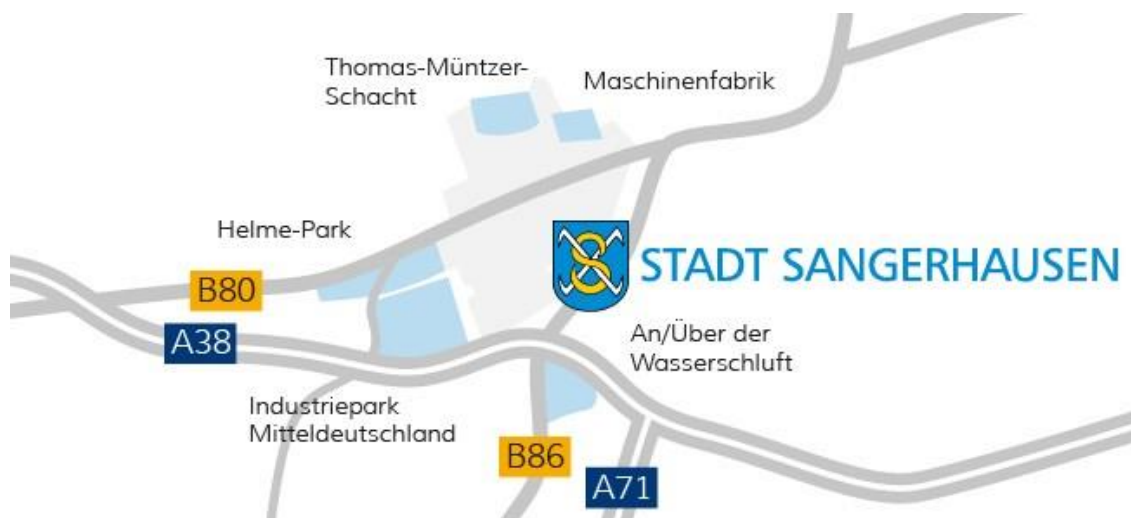 Thomas-Müntzer-
Schacht
Maschinenfabrik
Helme-Park
STADT SANGERHAUSEN
B80
A38
An/Über der
Wasserschluft
Industriepark
Mitteldeutschland
B86
A71